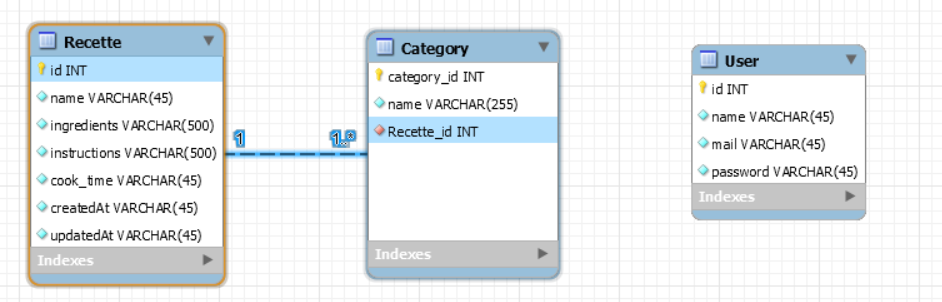 Recette
id INT
name VARCHAR(45)
ingredients VARCHAR(500)
instructions VARCHAR(500)
cook_time VARCHAR(45)
createdAt VARCHAR(45)
updatedAt VARCHAR(45)
Indexes
1
1..*
Category
category_id INT
name VARCHAR(255)
Recette_id INT
Indexes
User
id INT
name VARCHAR(45)
mail VARCHAR(45)
password VARCHAR(45)
Indexes